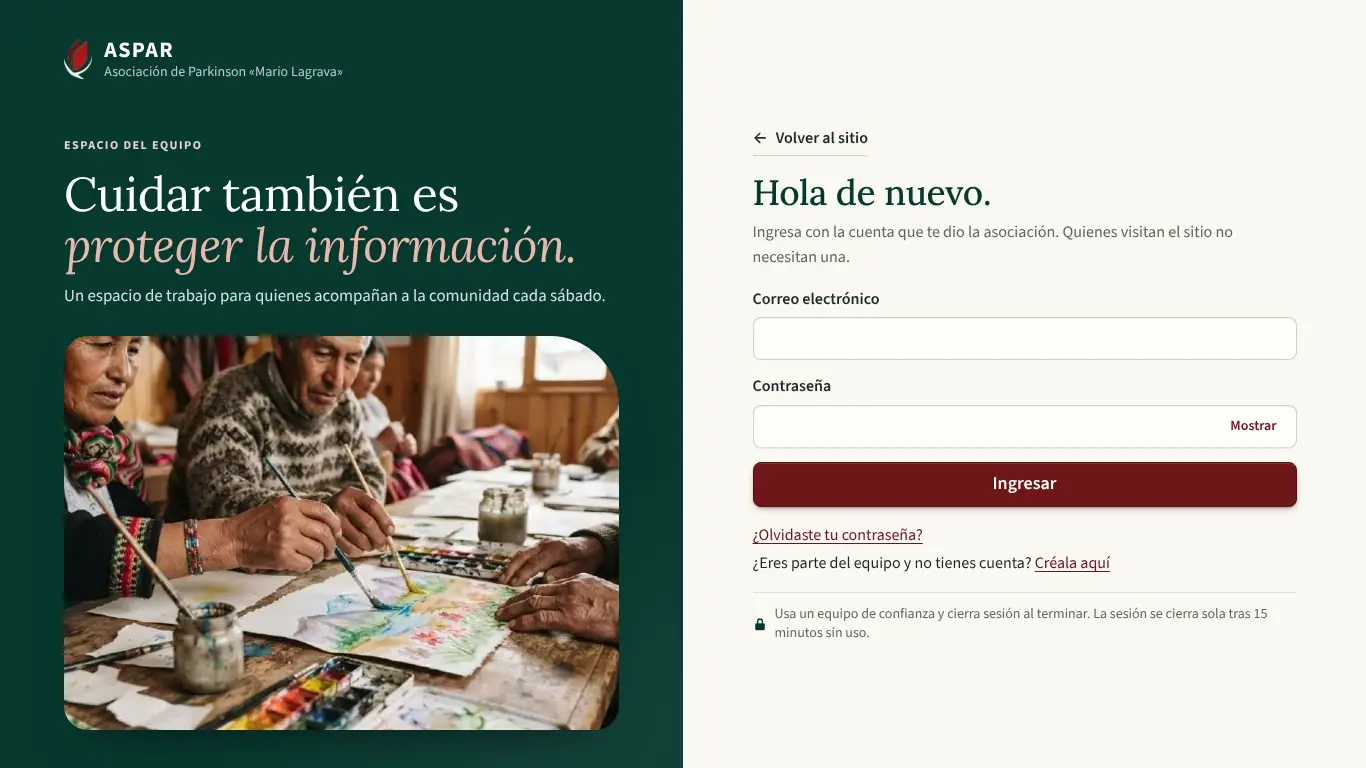 ASPAR
Asociación de Parkinson «Mario Lagrava»
ESPACIO DEL EQUIPO
Cuidar también es
proteger la información.
Un espacio de trabajo para quienes acompañan a la comunidad cada sábado.
← Volver al sitio
Hola de nuevo.
Ingresa con la cuenta que te dio la asociación. Quienes visitan el sitio no
necesitan una.
Correo electrónico
Contraseña
Mostrar
Ingresar
¿Olvidaste tu contraseña?
¿Eres parte del equipo y no tienes cuenta? Créala aquí
Usa un equipo de confianza y cierra sesión al terminar. La sesión se cierra sola tras 15
minutos sin uso.